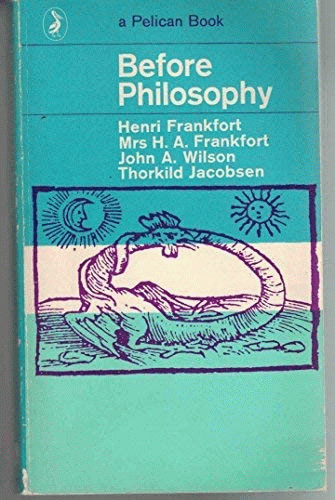 a Pelican Book
Before
Philosophy
Henri Frankfort
Mrs H. A. Frankfort
John A. Wilson
Thorkild Jacobsen